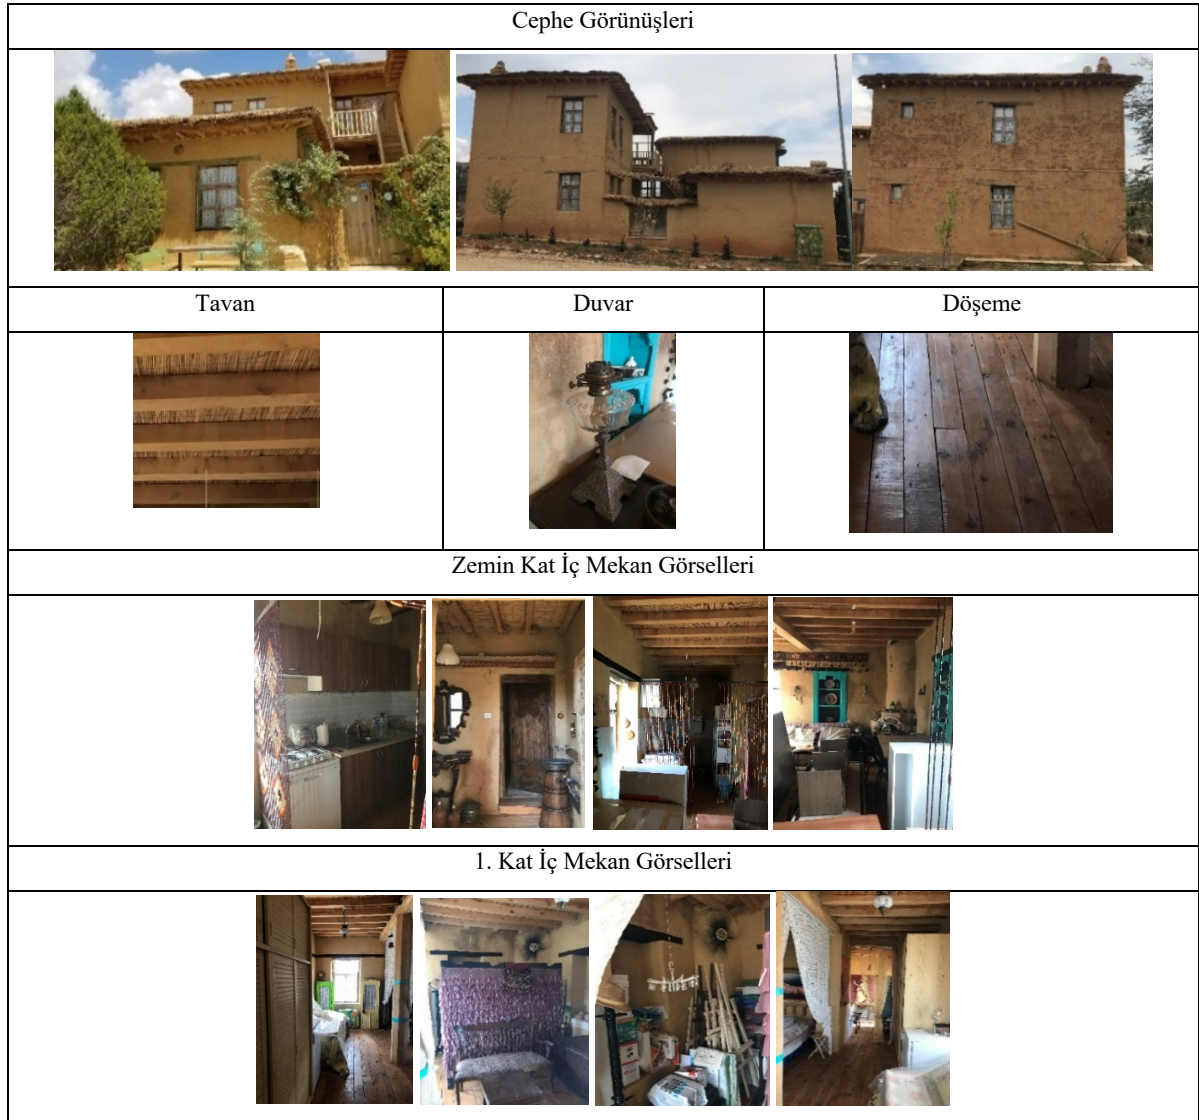 Cephe Görünüşleri
Tavan
Duvar
Döşeme
Zemin Kat İç Mekan Görselleri
1. Kat İç Mekan Görselleri